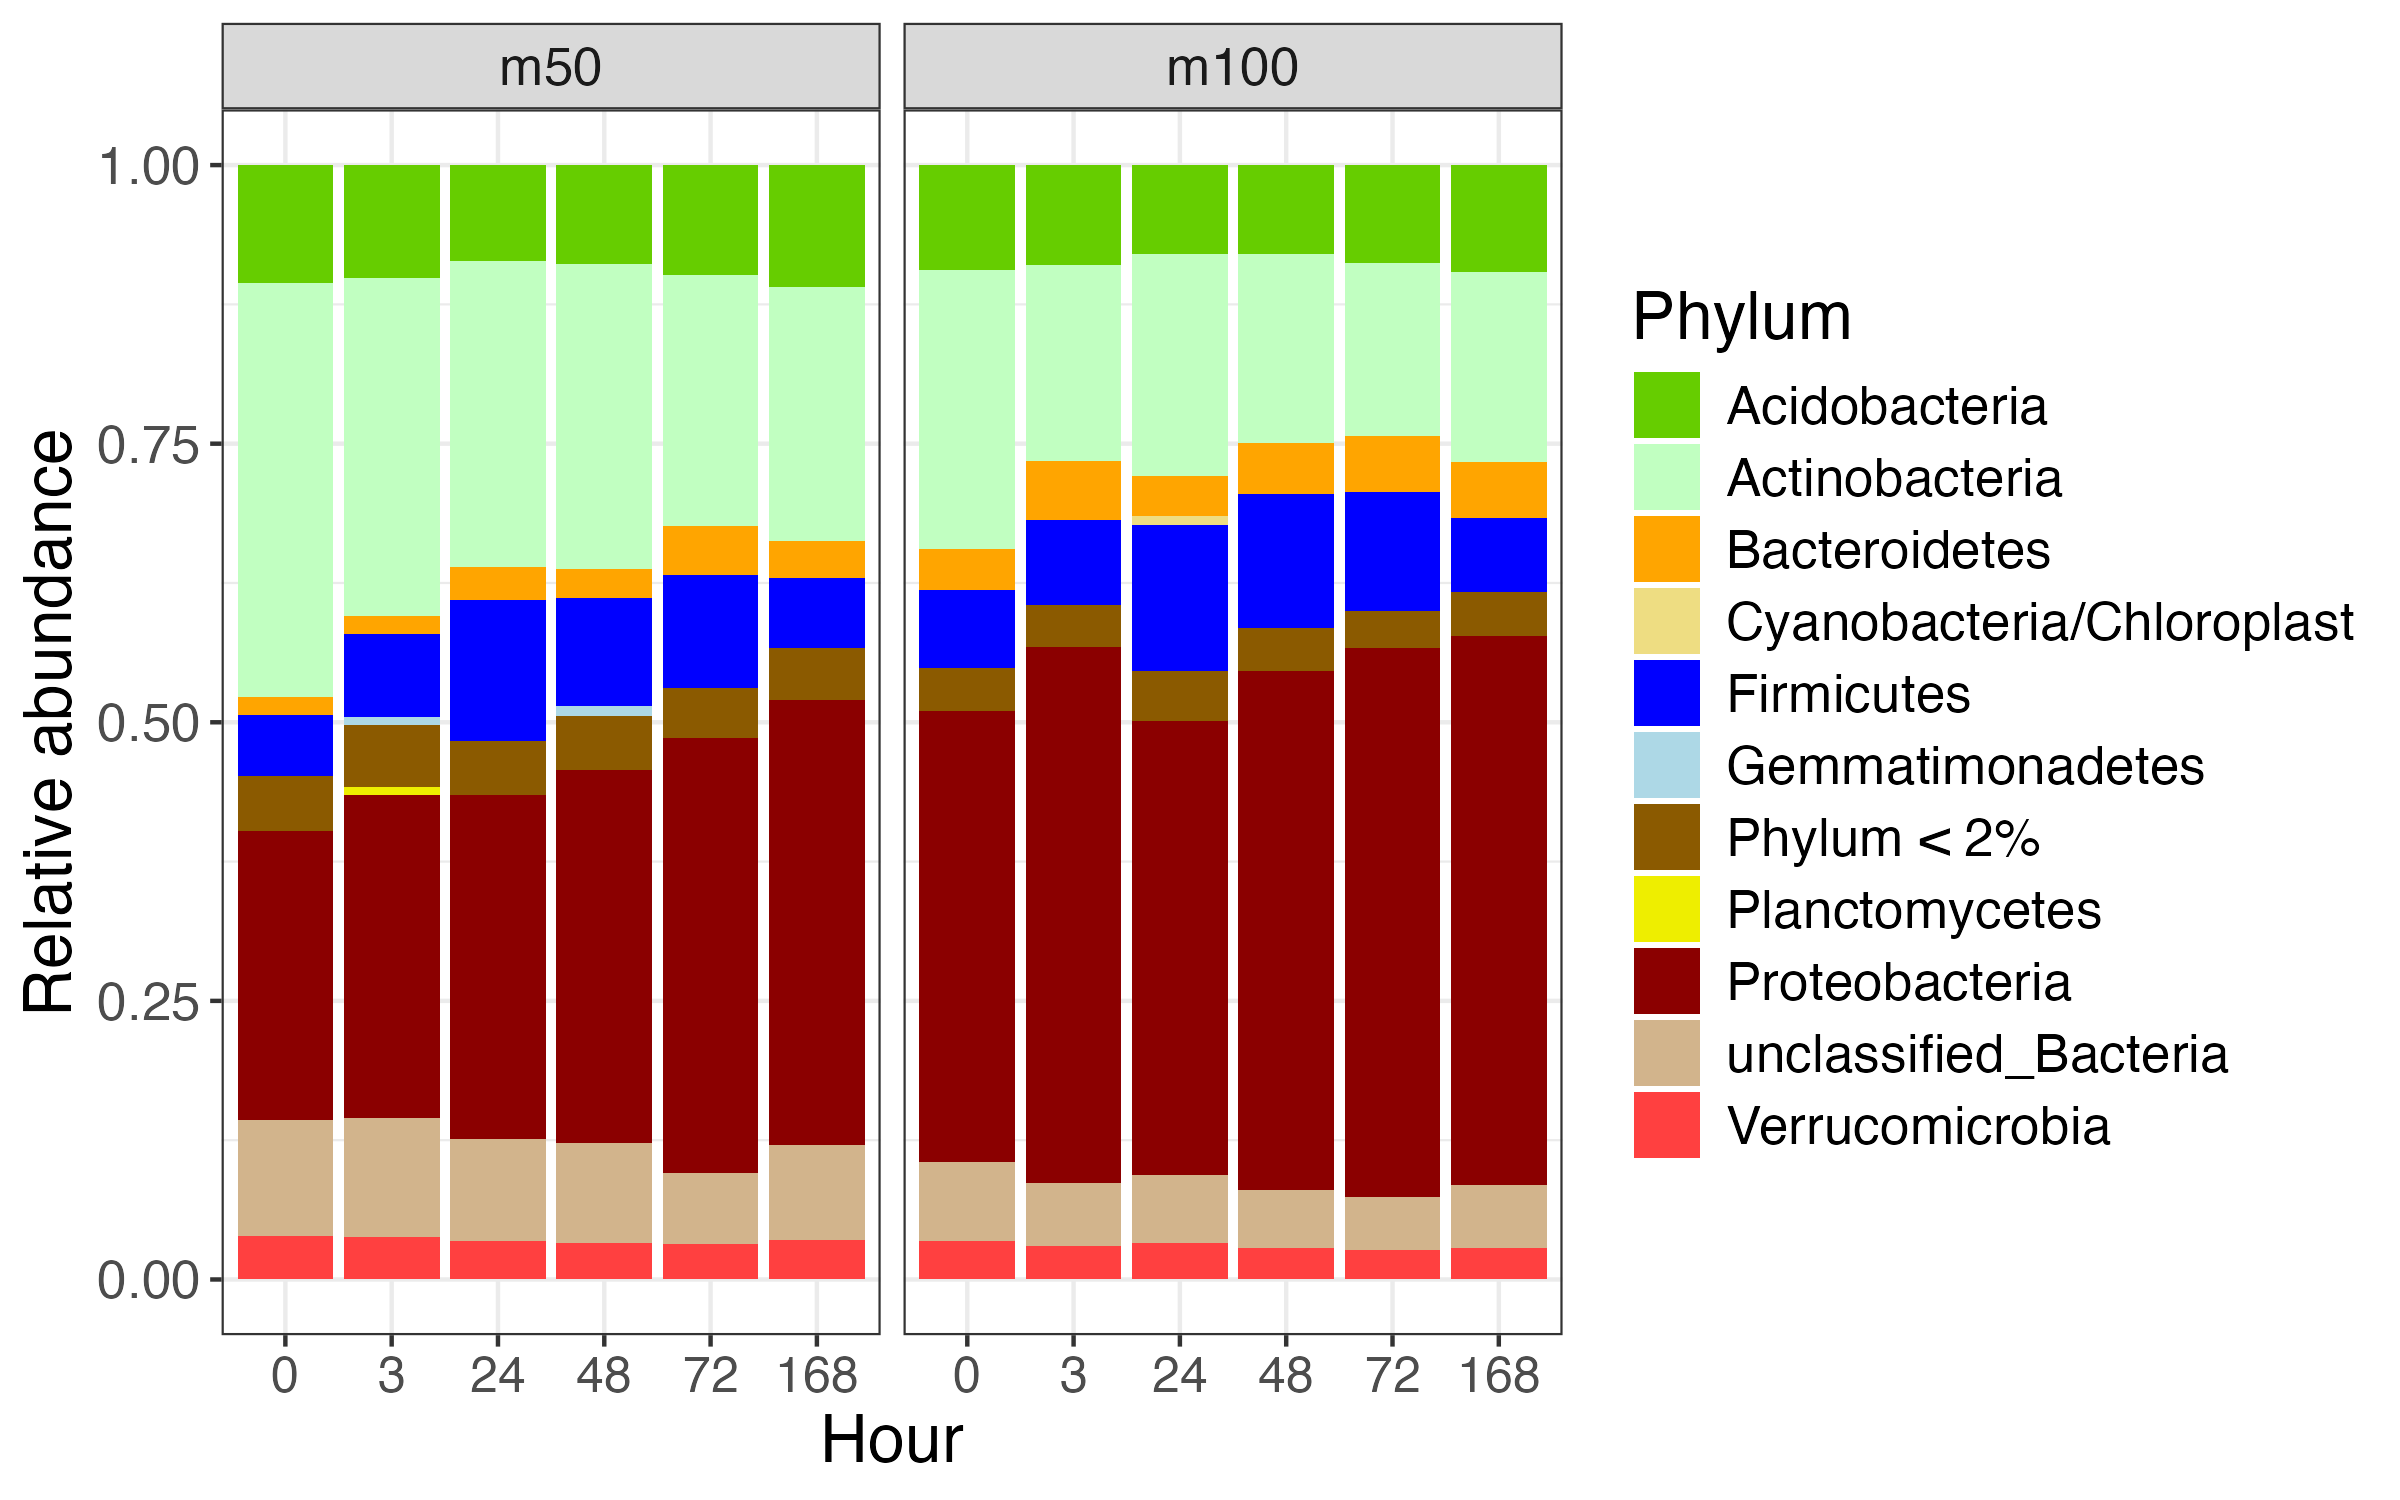 m50
m100
1.00
0.75
0.50
0.25
0.00
Relative abundance
0 3 24 48 72 168
0 3 24 48 72 168
Hour
Phylum
Acidobacteria
Actinobacteria
Bacteroidetes
Cyanobacteria/Chloroplast
Firmicutes
Gemmatimonadetes
Phylum < 2%
Planctomycetes
Proteobacteria
unclassified_Bacteria
Verrucomicrobia